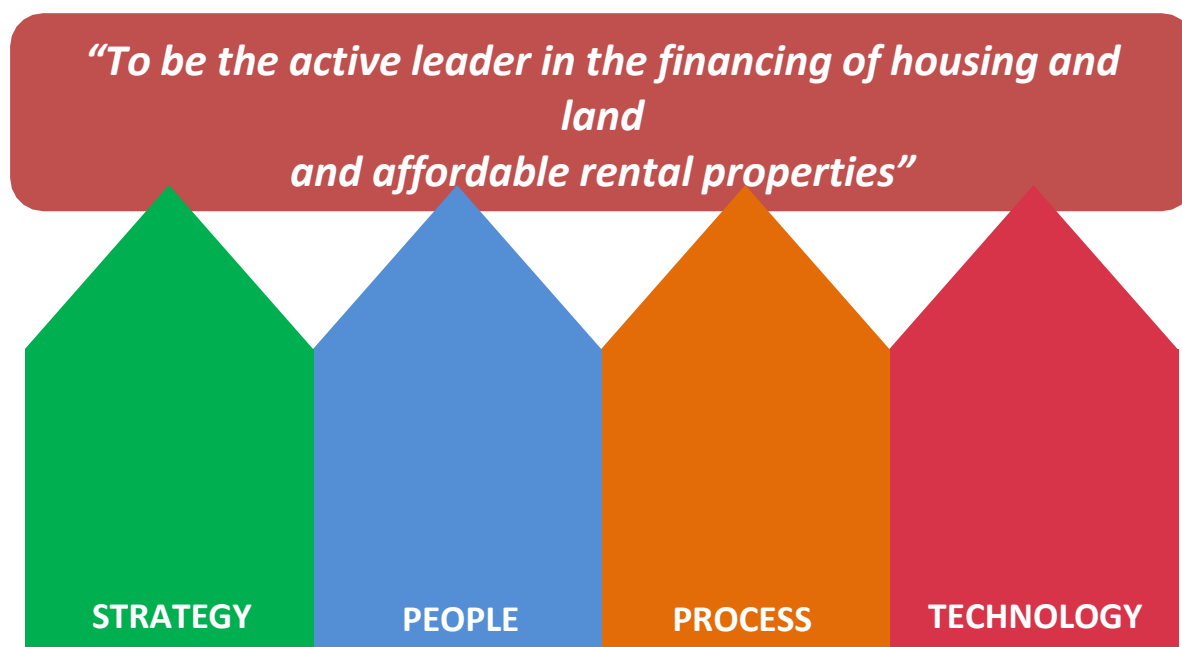 “To be the active leader in the financing of housing and
land
and affordable rental properties”
STRATEGY
PEOPLE
PROCESS
TECHNOLOGY